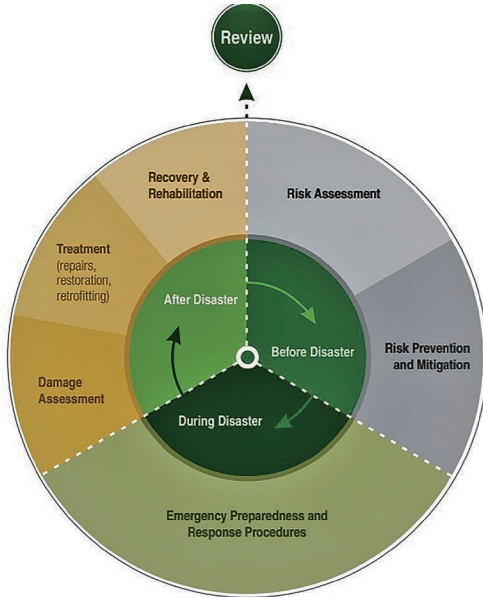 Review
Recovery &
Rehabilitation
Risk Assessment
Treatment
(repairs,
restoration,
retrofitting)
After Disaster
Before Disaster
Risk Prevention
and Mitigation
Damage
Assessment
During Disaster
Emergency Preparedness and
Response Procedures